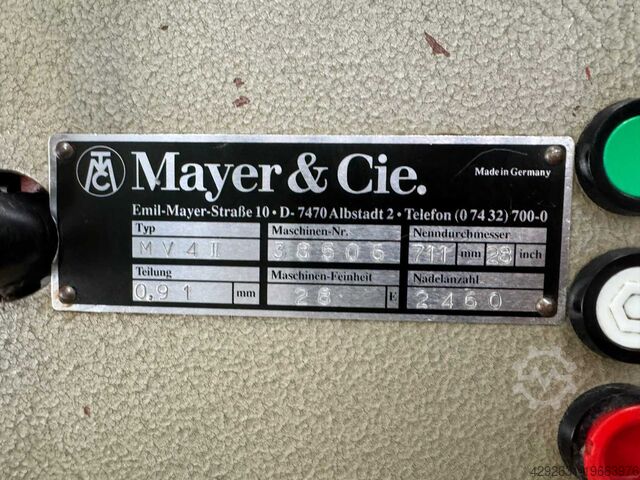 Mayer & Cie.
Made in Germany
Emil-Mayer-Straße 10 • D- 7470 Albstadt 2 • Telefon (0 74 32) 700-0
Typ Maschinen-Nr. Nenndurchmesser
MV4II 38606 711 mm 28 inch
Teilung Maschinen-Feinheit Nadelanzahl
0,91 mm 28 E 2460